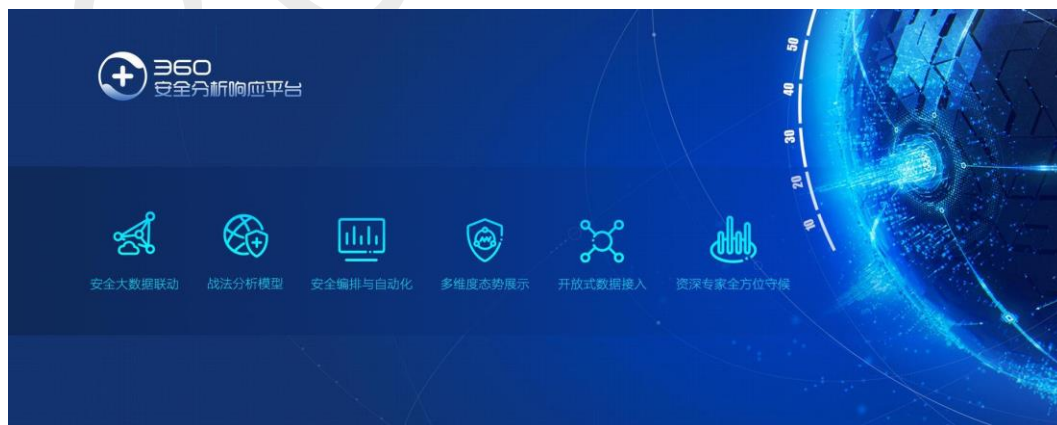 360
安全分析响应平台
50
40
30
20
10
安全大数据联动
战法分析模型
安全编排与自动化
多维度态势展示
开放式数据接入
资深专家全方位守候